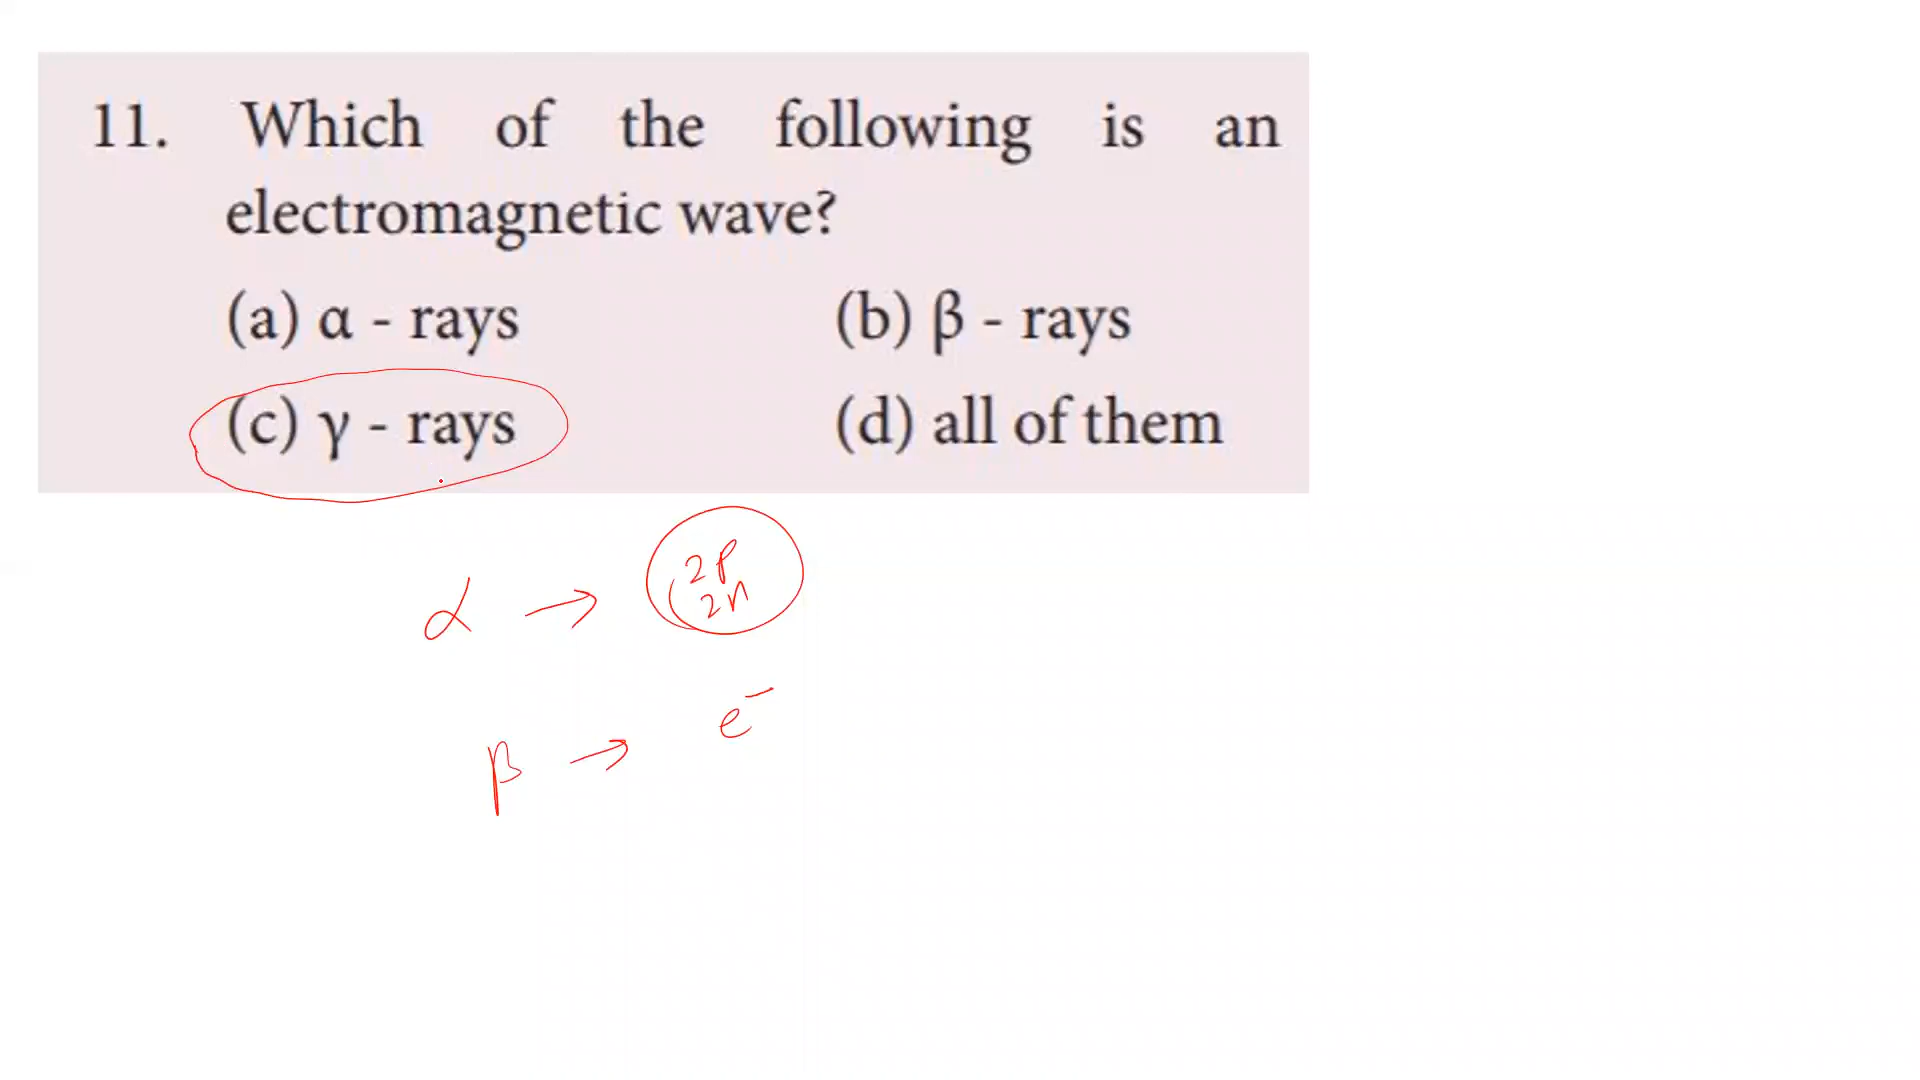 11. Which of the following is an
electromagnetic wave?
(a) α - rays (b) β - rays
(c) γ - rays (d) all of them
α → 2p
2n
β → e⁻